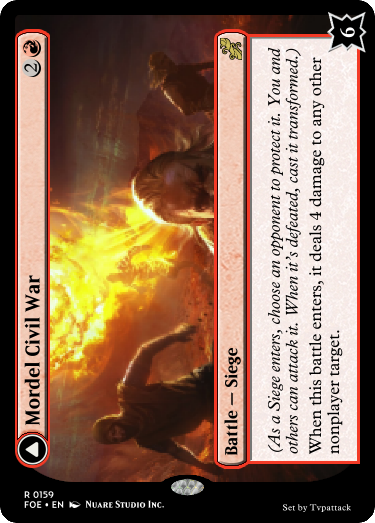 Mordel Civil War
2
Battle — Siege
(As a Siege enters, choose an opponent to protect it. You and
others can attack it. When it's defeated, cast it transformed.)
When this battle enters, it deals 4 damage to any other
nonplayer target.
6
R 0159
FOE • EN Nuare Studio Inc.
Set by Tvpattack